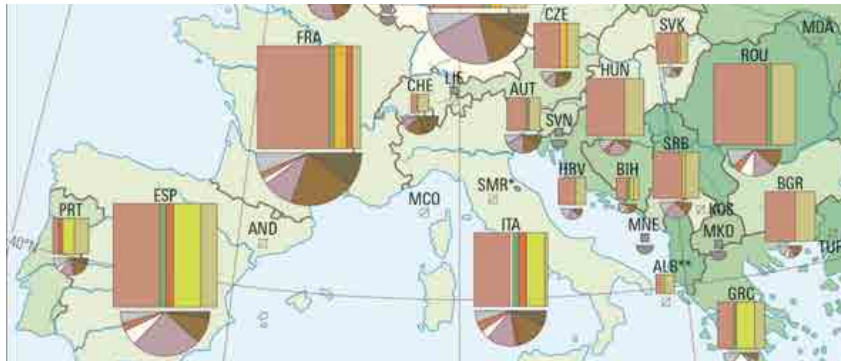 CZE
SVK
MDA
FRA
ROU
CHE
LIE
AUT
HUN
SVN
SRB
HRV
BIH
SMR*
MCO
BGR
PRT
ESP
KOS
AND
ITA
MNE
MKD
40°N
TUR
ALB**
GRC